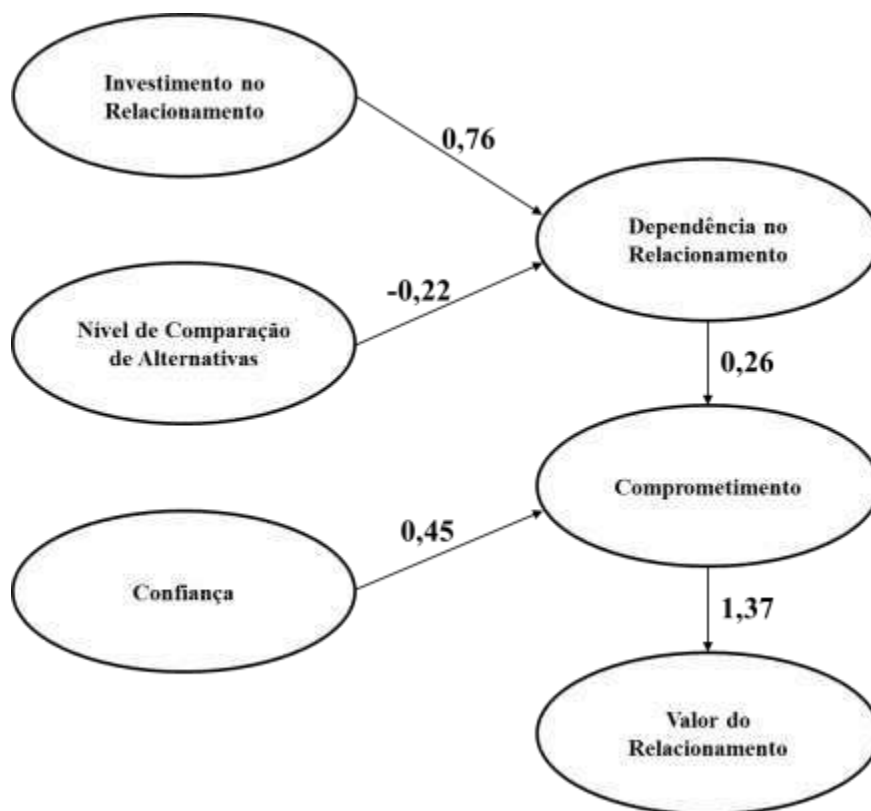 Investimento no
Relacionamento
0,76
Dependência no
Relacionamento
-0,22
Nível de Comparação
de Alternativas
0,26
Comprometimento
0,45
Confiança
1,37
Valor do
Relacionamento